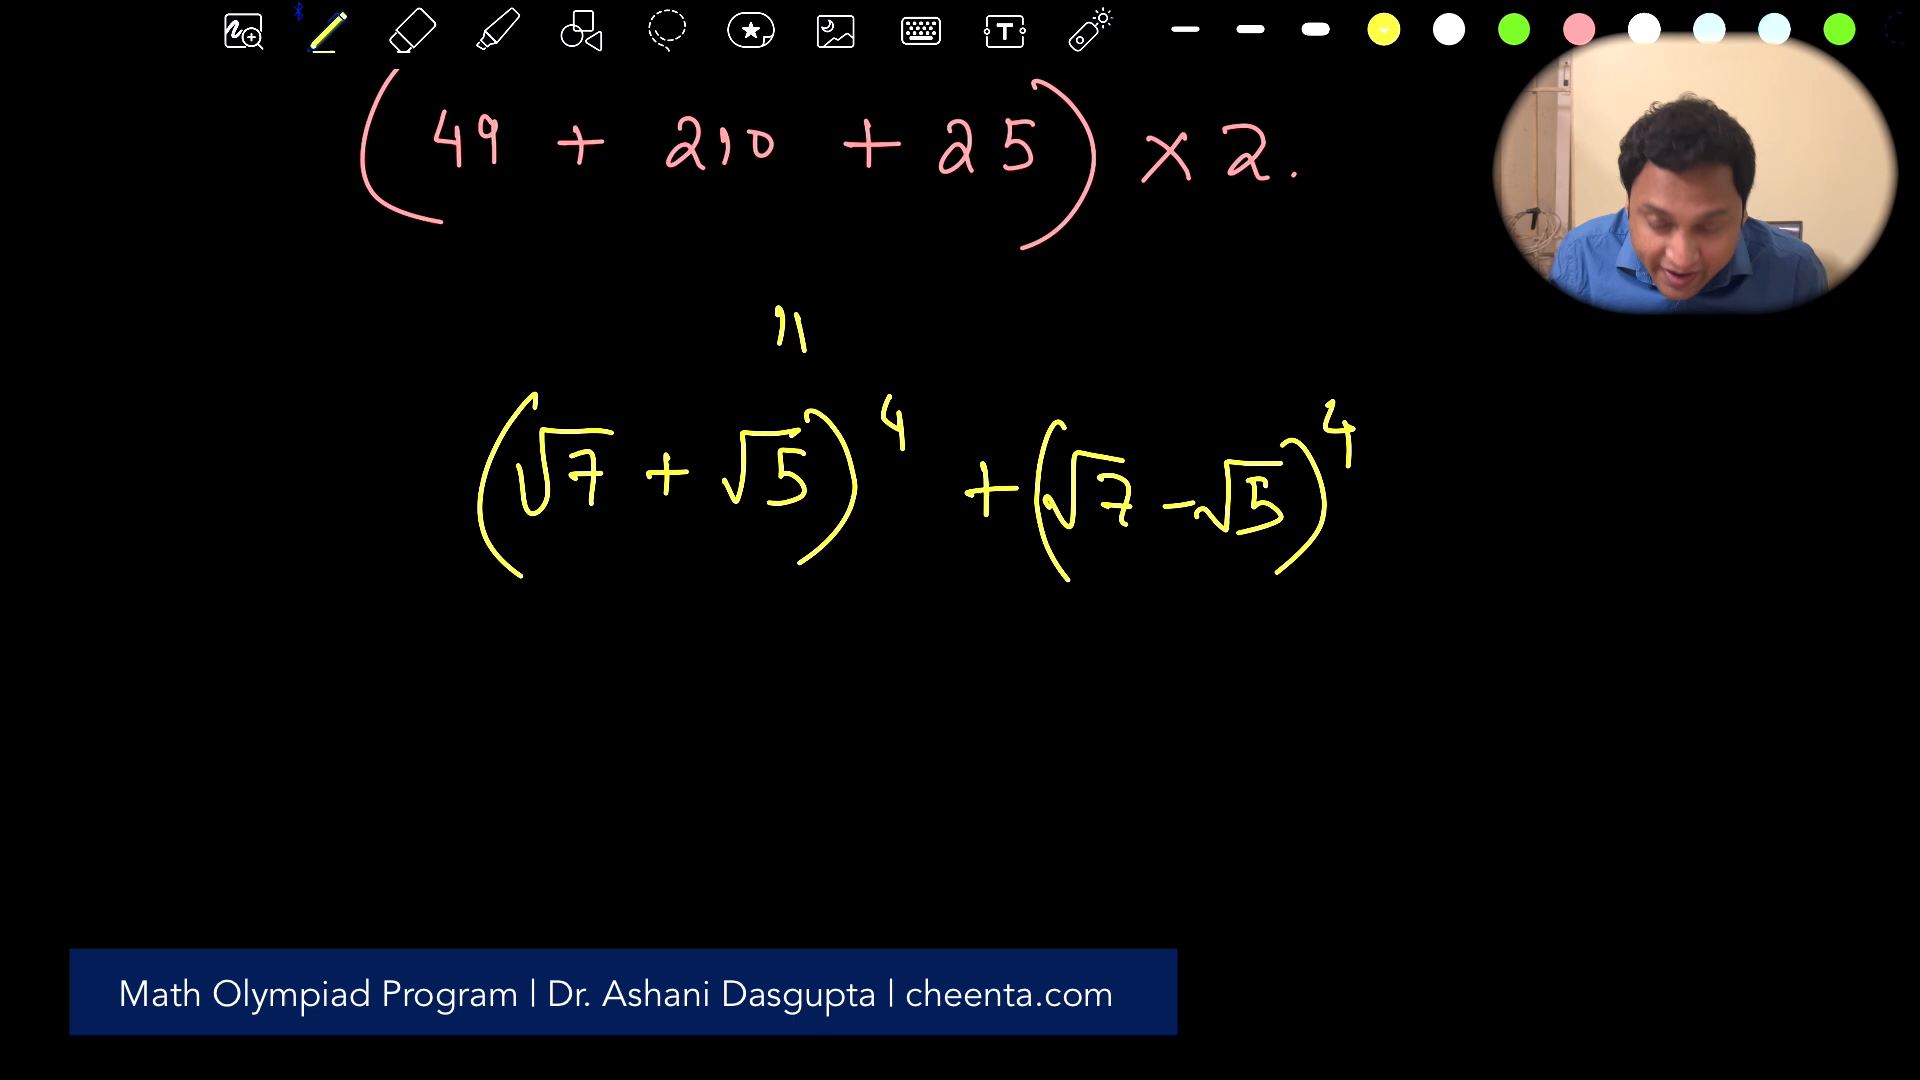 (49 + 210 + 25) × 2.
"
(√7 + √5)⁴ + (√7 - √5)⁴
Math Olympiad Program | Dr. Ashani Dasgupta | cheenta.com